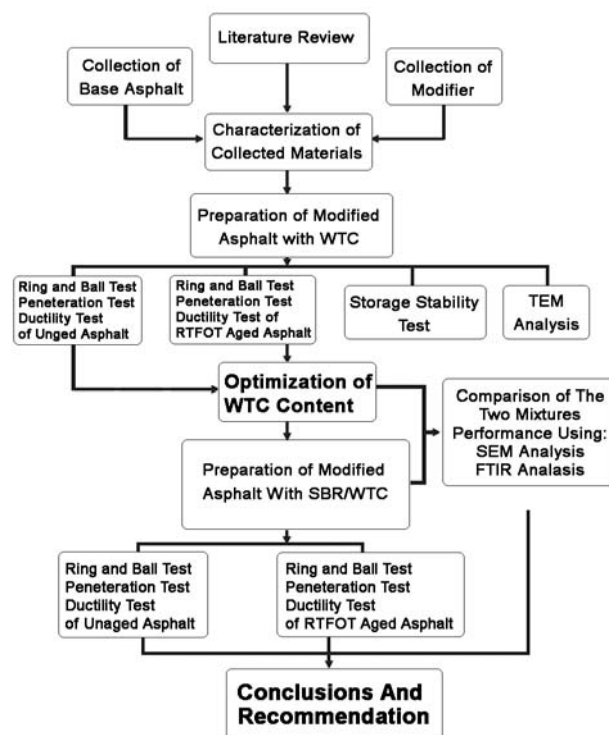 Literature Review
Collection of
Base Asphalt
Collection of
Modifier
Characterization of
Collected Materials
Preparation of Modified
Asphalt with WTC
Ring and Ball Test
Peneteration Test
Ductility Test
of Unged Asphalt
Ring and Ball Test
Peneteration Test
Ductility Test of
RTFOT Aged Asphalt
Storage Stability
Test
TEM
Analysis
Optimization of
WTC Content
Comparison of The
Two Mixtures
Performance Using:
SEM Analysis
FTIR Analasis
Preparation of Modified
Asphalt With SBR/WTC
Ring and Ball Test
Peneteration Test
Ductility Test
of Unaged Asphalt
Ring and Ball Test
Peneteration Test
Ductility Test
of RTFOT Aged Asphalt
Conclusions And
Recommendation